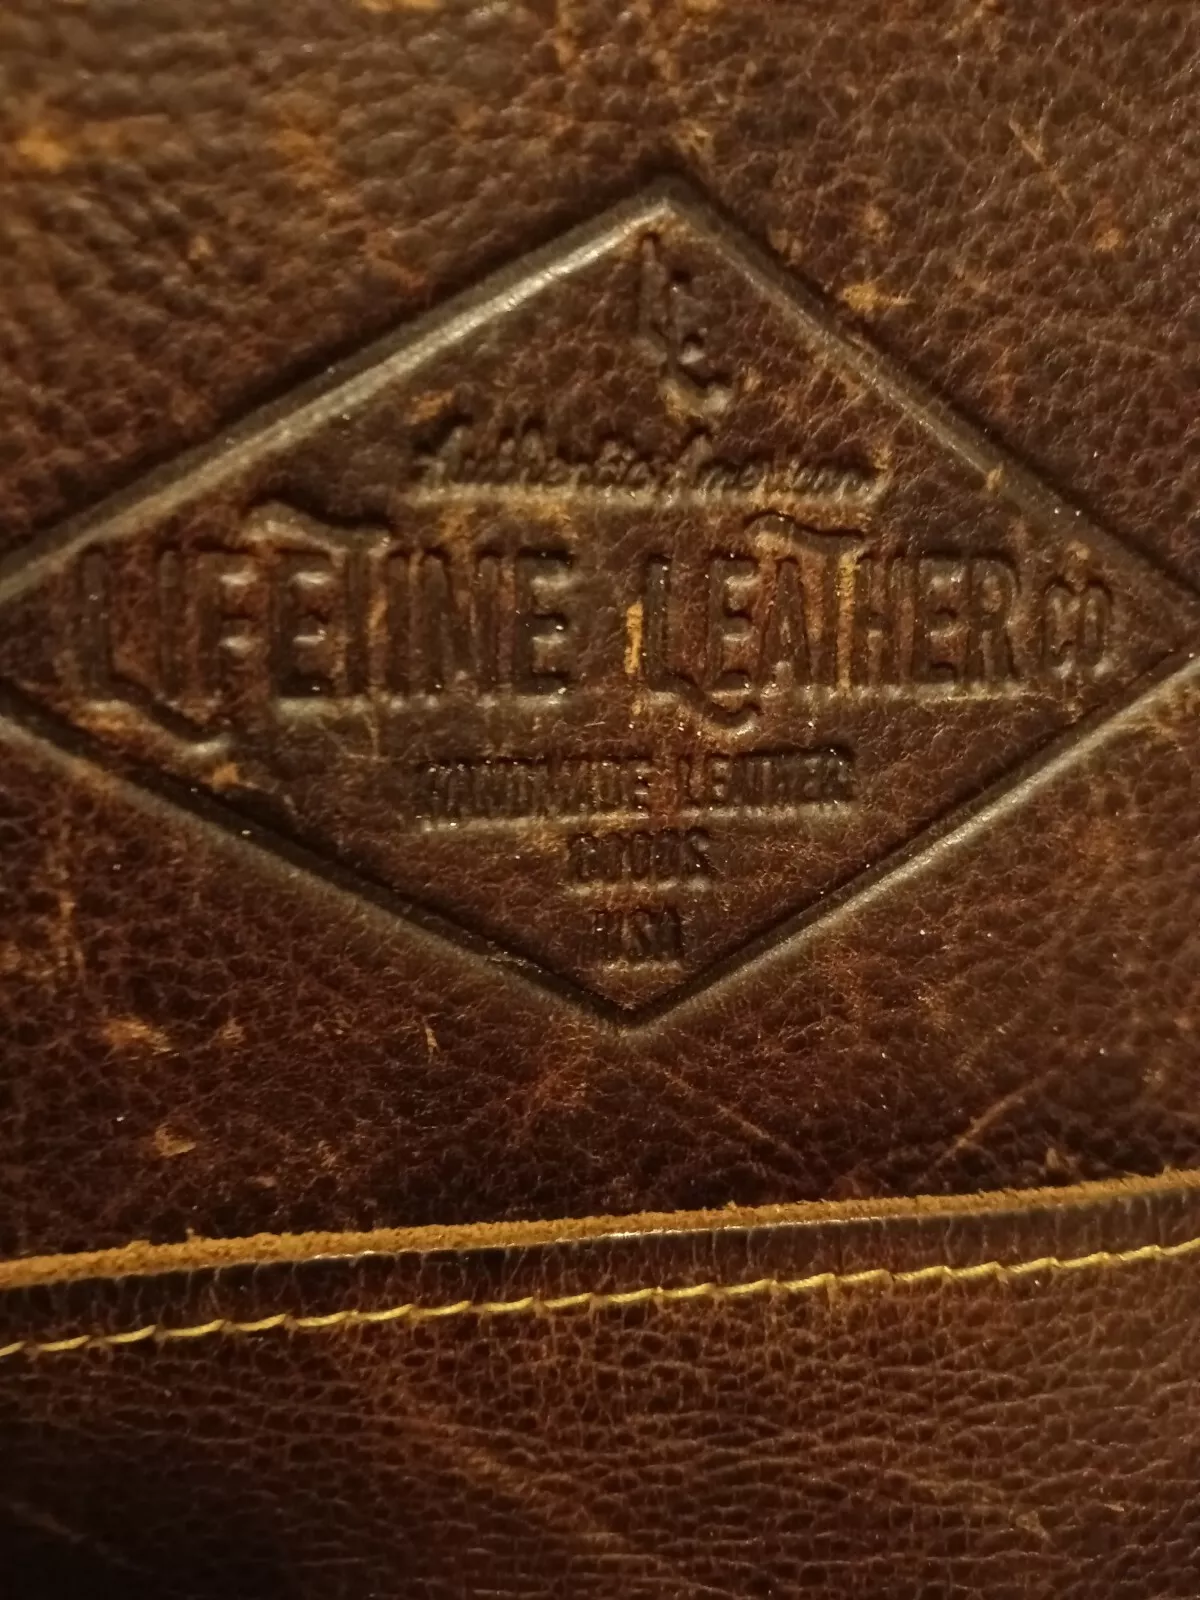 Authentic American
LIFETIME LEATHER CO
HANDMADE LEATHER
GOODS
USA